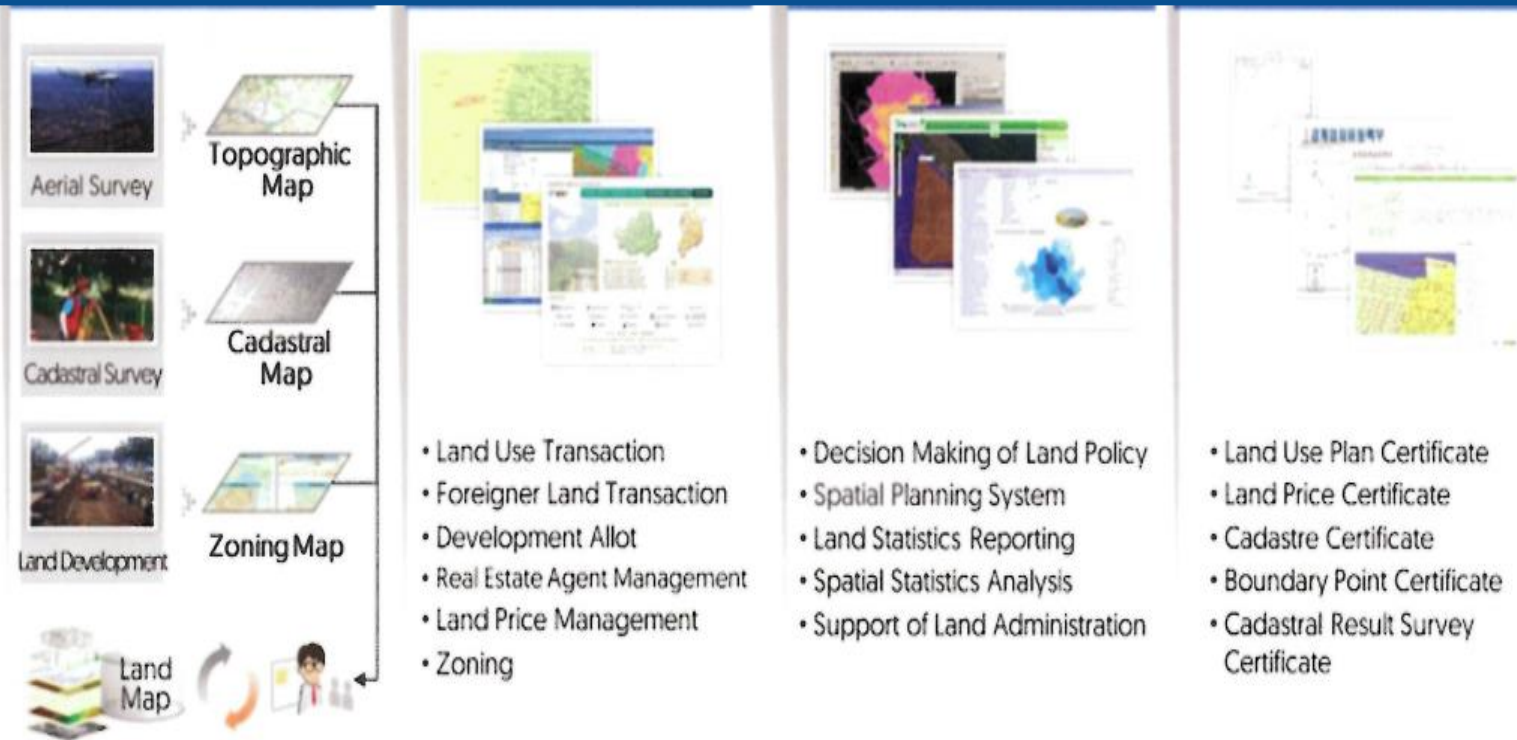 Aerial Survey
Topographic
Map
Cadastral Survey
Cadastral
Map
Land Development
Zoning Map
Land
Map
• Land Use Transaction
• Foreigner Land Transaction
• Development Allot
• Real Estate Agent Management
• Land Price Management
• Zoning
• Decision Making of Land Policy
• Spatial Planning System
• Land Statistics Reporting
• Spatial Statistics Analysis
• Support of Land Administration
• Land Use Plan Certificate
• Land Price Certificate
• Cadastre Certificate
• Boundary Point Certificate
• Cadastral Result Survey
Certificate